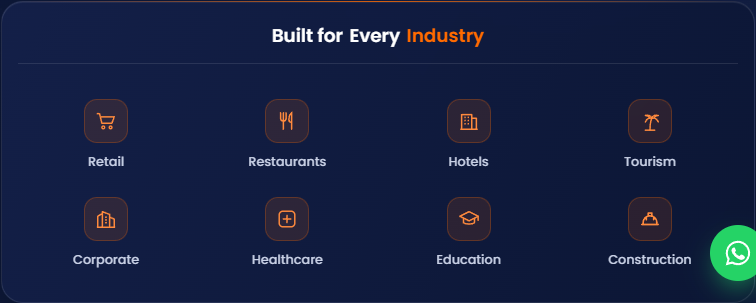 Built for Every Industry
Retail
Restaurants
Hotels
Tourism
Corporate
Healthcare
Education
Construction